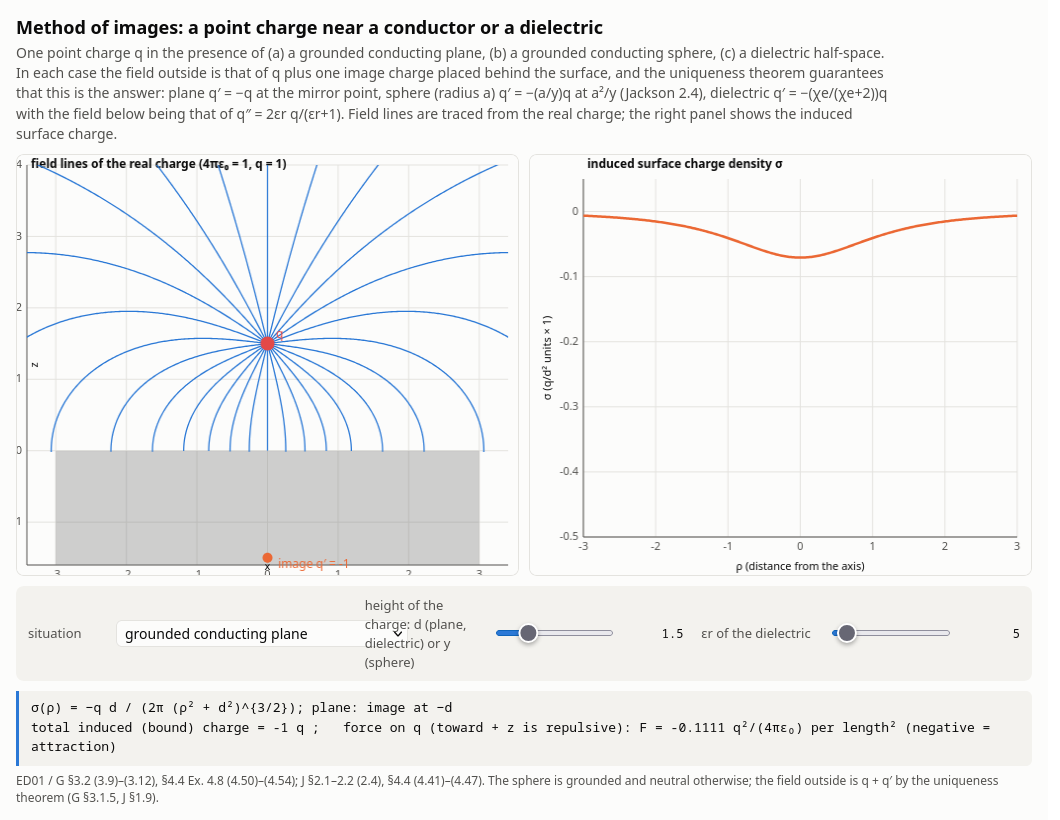 Method of images: a point charge near a conductor or a dielectric
One point charge q in the presence of (a) a grounded conducting plane, (b) a grounded conducting sphere, (c) a dielectric half-space.
In each case the field outside is that of q plus one image charge placed behind the surface, and the uniqueness theorem guarantees
that this is the answer: plane q′ = −q at the mirror point, sphere (radius a) q′ = −(a/y)q at a²/y (Jackson 2.4), dielectric q′ = −(χe/(χe+2))q
with the field below being that of q″ = 2εr q/(εr+1). Field lines are traced from the real charge; the right panel shows the induced
surface charge.
field lines of the real charge (4πε₀ = 1, q = 1)
4
3
2
1
0
1
z
q
image q′ = -1
x
3 2 1 0 1 2 3
induced surface charge density σ
0
-0.1
-0.2
-0.3
-0.4
-0.5
σ (q/d² units × 1)
-3 -2 -1 0 1 2 3
ρ (distance from the axis)
situation
grounded conducting plane
height of the
charge: d (plane,
dielectric) or y
(sphere)
1.5
εr of the dielectric
5
σ(ρ) = −q d / (2π (ρ² + d²)^{3/2}); plane: image at −d
total induced (bound) charge = -1 q ;   force on q (toward + z is repulsive): F = -0.1111 q²/(4πε₀) per length² (negative =
attraction)
ED01 / G §3.2 (3.9)–(3.12), §4.4 Ex. 4.8 (4.50)–(4.54); J §2.1–2.2 (2.4), §4.4 (4.41)–(4.47). The sphere is grounded and neutral otherwise; the field outside is q + q′ by the uniqueness
theorem (G §3.1.5, J §1.9).